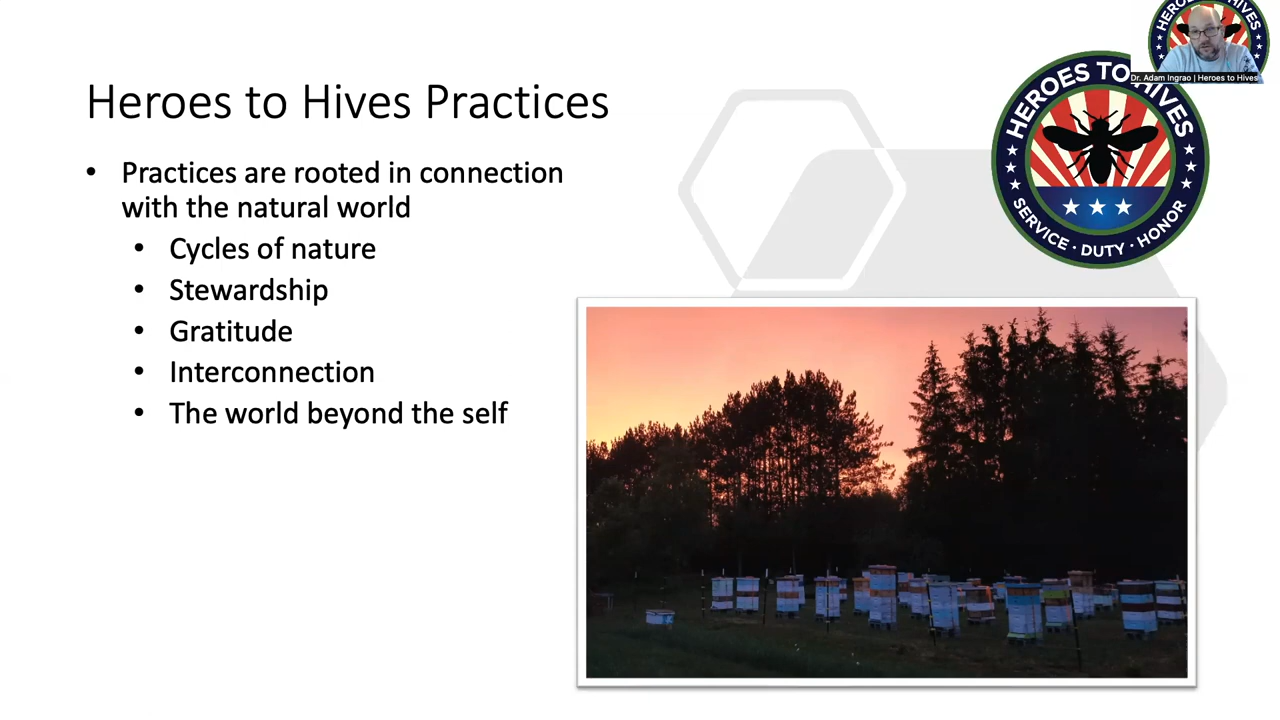 Heroes to Hives Practices
• Practices are rooted in connection
with the natural world
• Cycles of nature
• Stewardship
• Gratitude
• Interconnection
• The world beyond the self
HEROES TO HIVES
SERVICE · DUTY · HONOR
HIVES
Dr. Adam Ingrao | Heroes to Hives